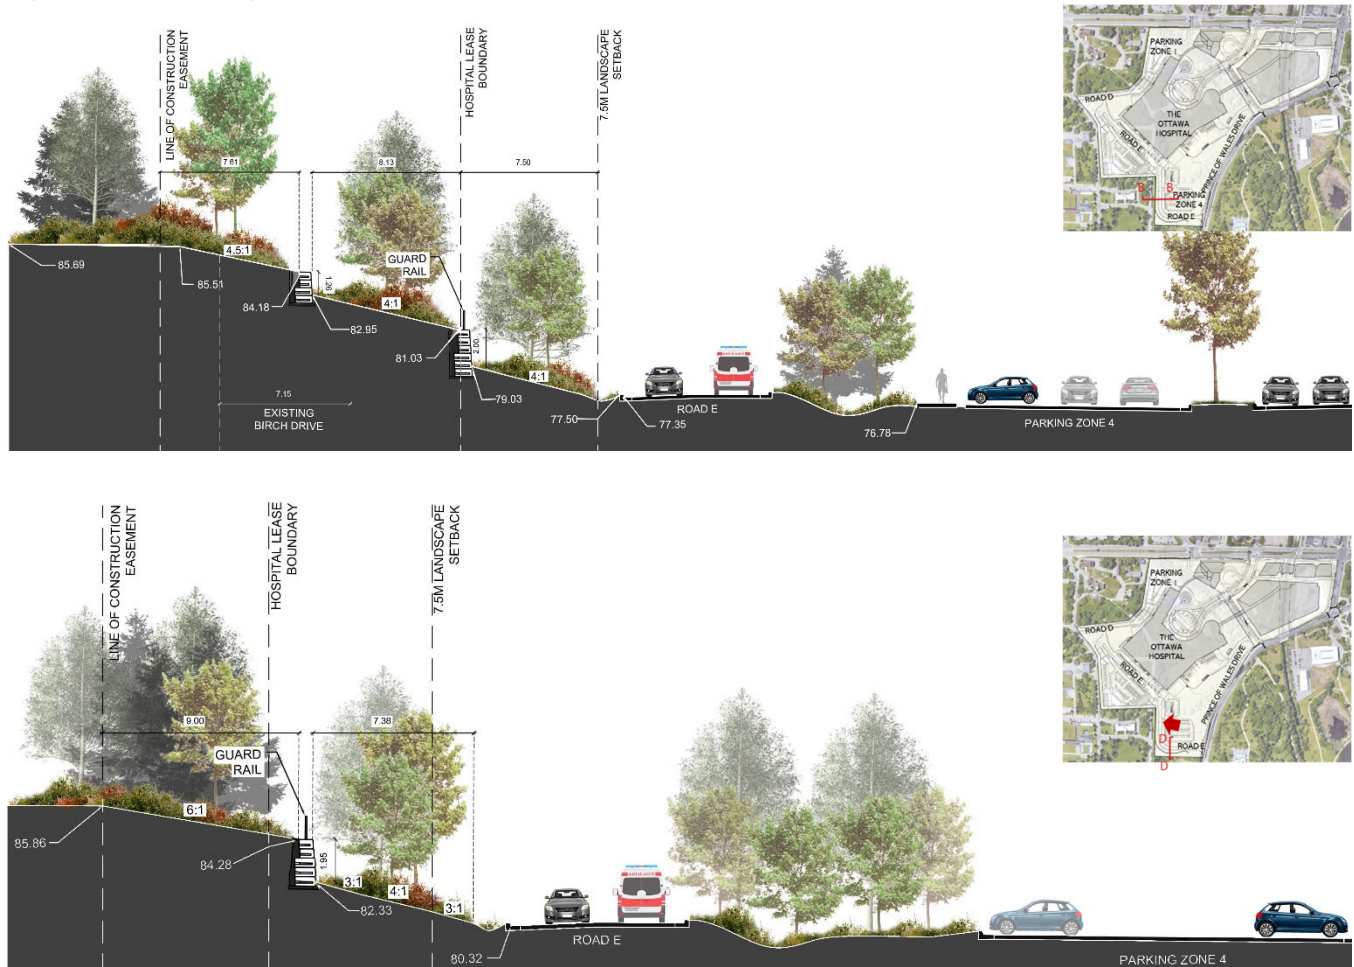 LINE OF CONSTRUCTION
EASEMENT
HOSPITAL LEASE
BOUNDARY
7.5M LANDSCAPE
SETBACK
7.61
8.13
7.50
4.5:1
GUARD
RAIL
85.69
85.51
84.18
1.26
4:1
82.95
81.03
2.00
4:1
79.03
7.15
EXISTING
BIRCH DRIVE
77.50
77.35
ROAD E
76.78
PARKING ZONE 4
PARKING
ZONE 1
ROAD D
THE
OTTAWA
HOSPITAL
ROAD E
PRINCE OF WALES DRIVE
B
B
PARKING
ZONE 4
ROAD E
LINE OF CONSTRUCTION
EASEMENT
HOSPITAL LEASE
BOUNDARY
7.5M LANDSCAPE
SETBACK
9.00
7.38
GUARD
RAIL
6:1
85.86
84.28
1.95
3:1
4:1
3:1
82.33
AMBULANCE
80.32
ROAD E
PARKING ZONE 4
PARKING
ZONE 1
ROAD D
THE
OTTAWA
HOSPITAL
ROAD E
PRINCE OF WALES DRIVE
D
ROAD E
D